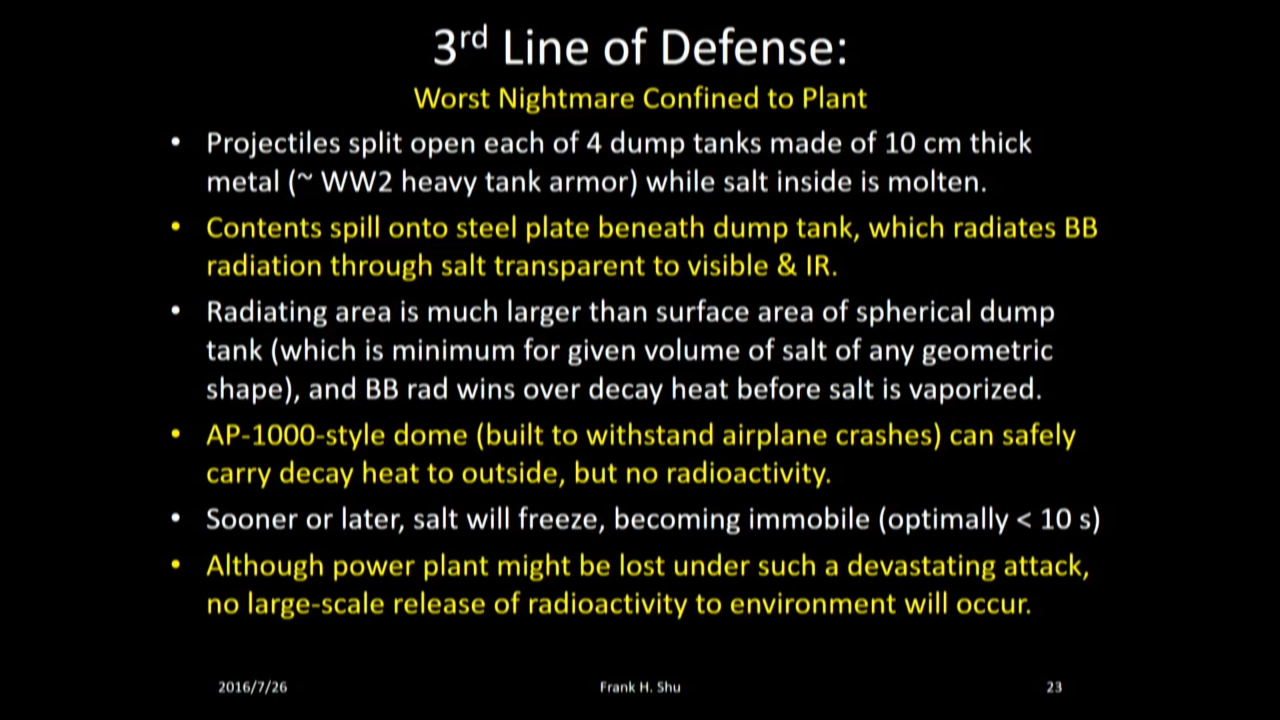 3rd Line of Defense:
Worst Nightmare Confined to Plant
• Projectiles split open each of 4 dump tanks made of 10 cm thick
metal (~ WW2 heavy tank armor) while salt inside is molten.
• Contents spill onto steel plate beneath dump tank, which radiates BB
radiation through salt transparent to visible & IR.
• Radiating area is much larger than surface area of spherical dump
tank (which is minimum for given volume of salt of any geometric
shape), and BB rad wins over decay heat before salt is vaporized.
• AP-1000-style dome (built to withstand airplane crashes) can safely
carry decay heat to outside, but no radioactivity.
• Sooner or later, salt will freeze, becoming immobile (optimally < 10 s)
• Although power plant might be lost under such a devastating attack,
no large-scale release of radioactivity to environment will occur.
2016/7/26 Frank H. Shu 23